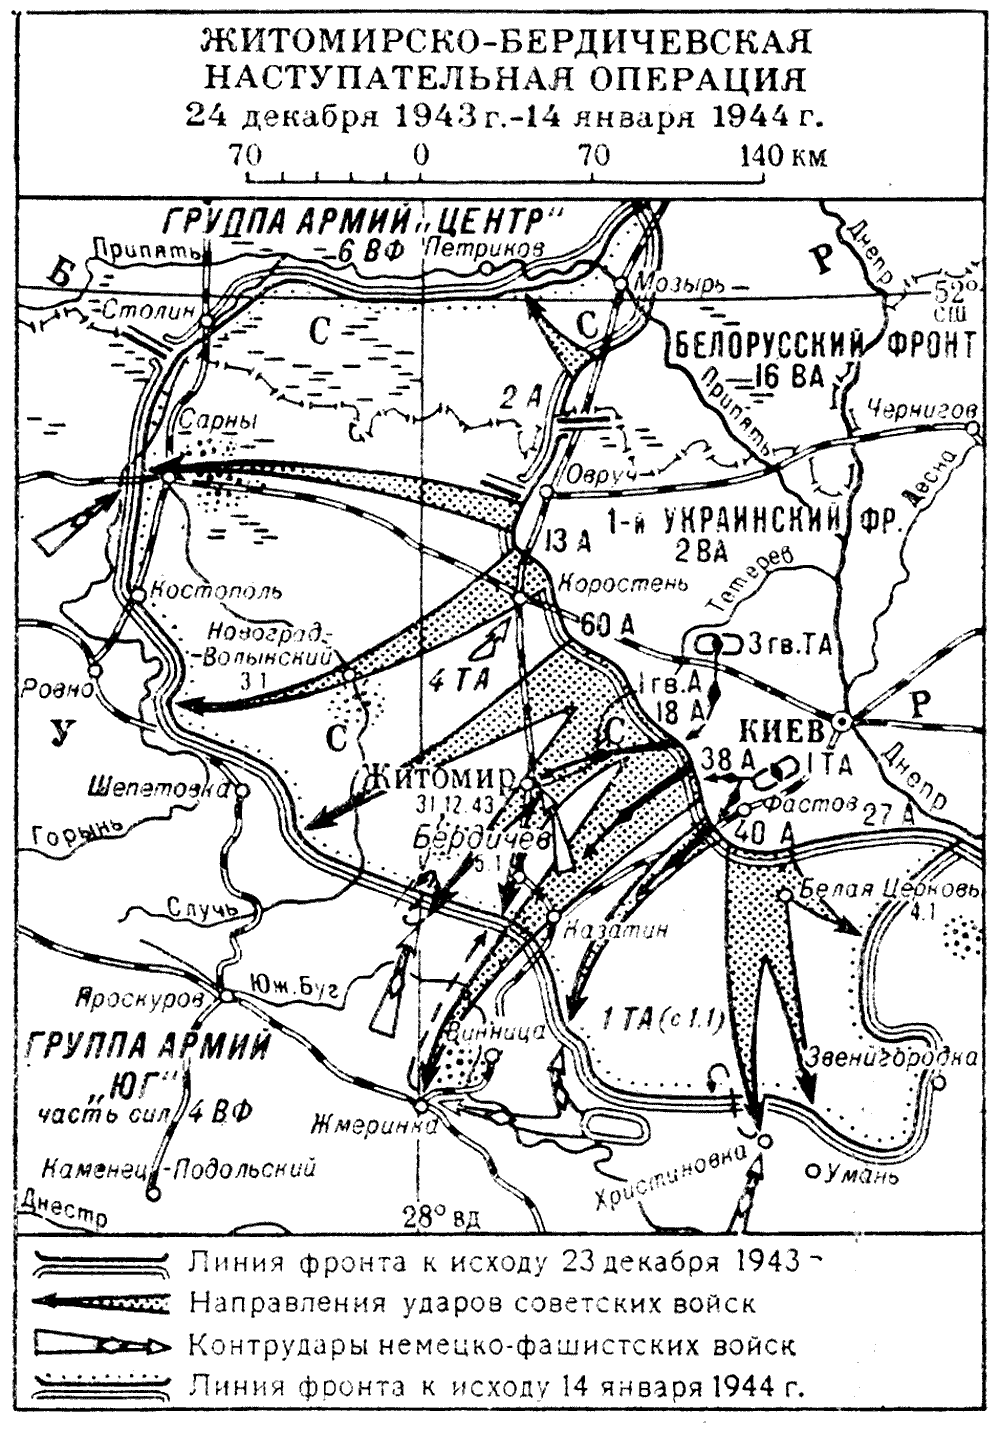 ЖИТОМИРСКО-БЕРДИЧЕВСКАЯ
НАСТУПАТЕЛЬНАЯ ОПЕРАЦИЯ
24 декабря 1943 г.-14 января 1944 г.
70 0 70 140 км
ГРУППА АРМИЙ „ЦЕНТР"
6 ВФ
Припять
Петриков
Б
Р
Днепр
Столин
Мозырь
52°
сш
С
С
БЕЛОРУССКИЙ ФРОНТ
16 ВА
2 А
Припять
Чернигов
Сарны
Овруч
Десна
1-й УКРАИНСКИЙ ФР.
2 ВА
13 А
Тетерев
Костополь
Коростень
Новоград-
-Волынский
3.1
60 А
3 гв.ТА
4 ТА
1 гв.А
18 А
Ровно
У
С
С
КИЕВ
Р
38 А
1 ТА
Днепр
Житомир
31.12.43
Шепетовка
Фастов
27 А
Горынь
Бердичев
5.1
40 А
Белая Церковь
4.1
Случь
Казатин
Юж.Буг
Проскуров
1 ТА (с 1.1)
Винница
ГРУППА АРМИЙ
„ЮГ"
часть сил 4 ВФ
Звенигородка
Жмеринка
Каменец-Подольский
Христиновка
Умань
Днестр
28° вд
Линия фронта к исходу 23 декабря 1943
Направления ударов советских войск
Контрудары немецко-фашистских войск
Линия фронта к исходу 14 января 1944 г.